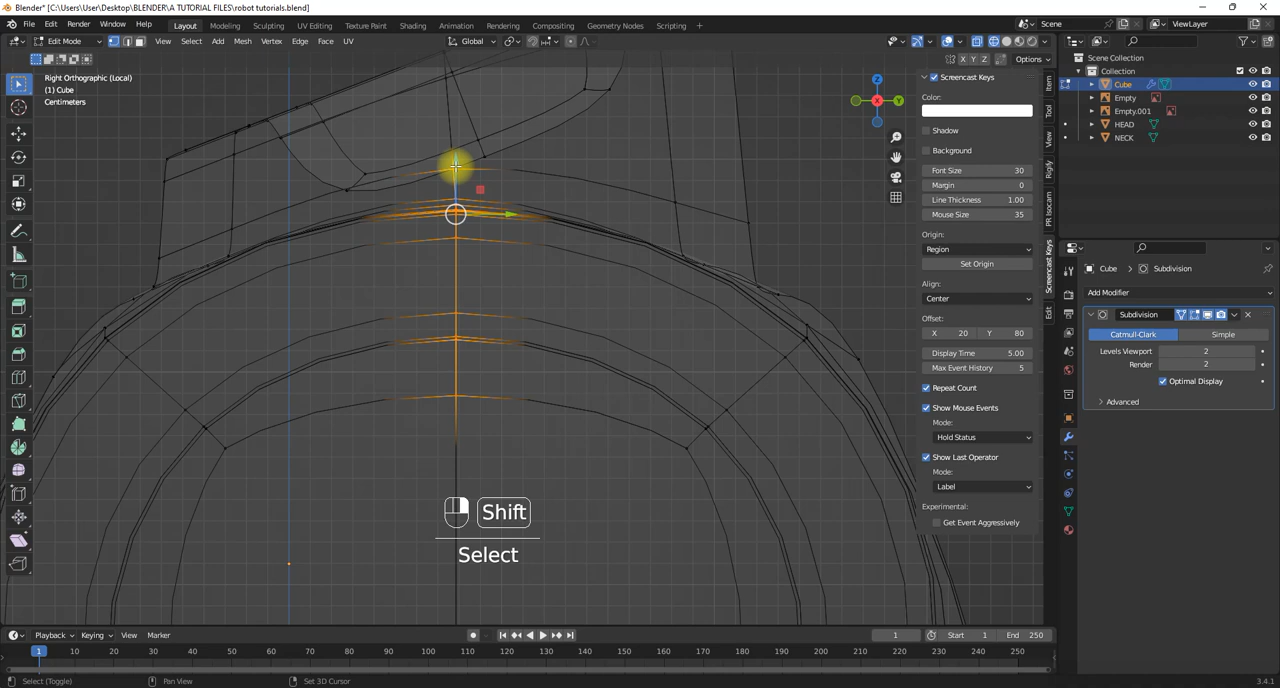 Blender* [C:\Users\User\Desktop\BLENDER\A TUTORIAL FILES\robot tutorials.blend]
File Edit Render Window Help Layout Modeling Sculpting UV Editing Texture Paint Shading Animation Rendering Compositing Geometry Nodes Scripting + Scene ViewLayer
Edit Mode View Select Add Mesh Vertex Edge Face UV Global
X Y Z Options
Right Orthographic (Local)
(1) Cube
Centimeters
Z
Y
X
Screencast Keys
Color:
Shadow
Background
Font Size 30
Margin 0
Line Thickness 1.00
Mouse Size 35
Origin:
Region
Set Origin
Align:
Center
Offset:
X 20 Y 80
Display Time 5.00
Max Event History 5
Repeat Count
Show Mouse Events
Mode:
Hold Status
Show Last Operator
Mode:
Label
Experimental:
Get Event Aggressively
Item
Tool
View
Rigify
PR Isocam
Screencast Keys
Edit
Scene Collection
Collection
Cube
Empty
Empty.001
HEAD
NECK
Cube > Subdivision
Add Modifier
Subdivision
Catmull-Clark Simple
Levels Viewport 2
Render 2
Optimal Display
Advanced
Shift
Select
Playback Keying View Marker 1 Start 1 End 250
1 10 20 30 40 50 60 70 80 90 100 110 120 130 140 150 160 170 180 190 200 210 220 230 240 250
Select (Toggle) Pan View Set 3D Cursor 3.4.1